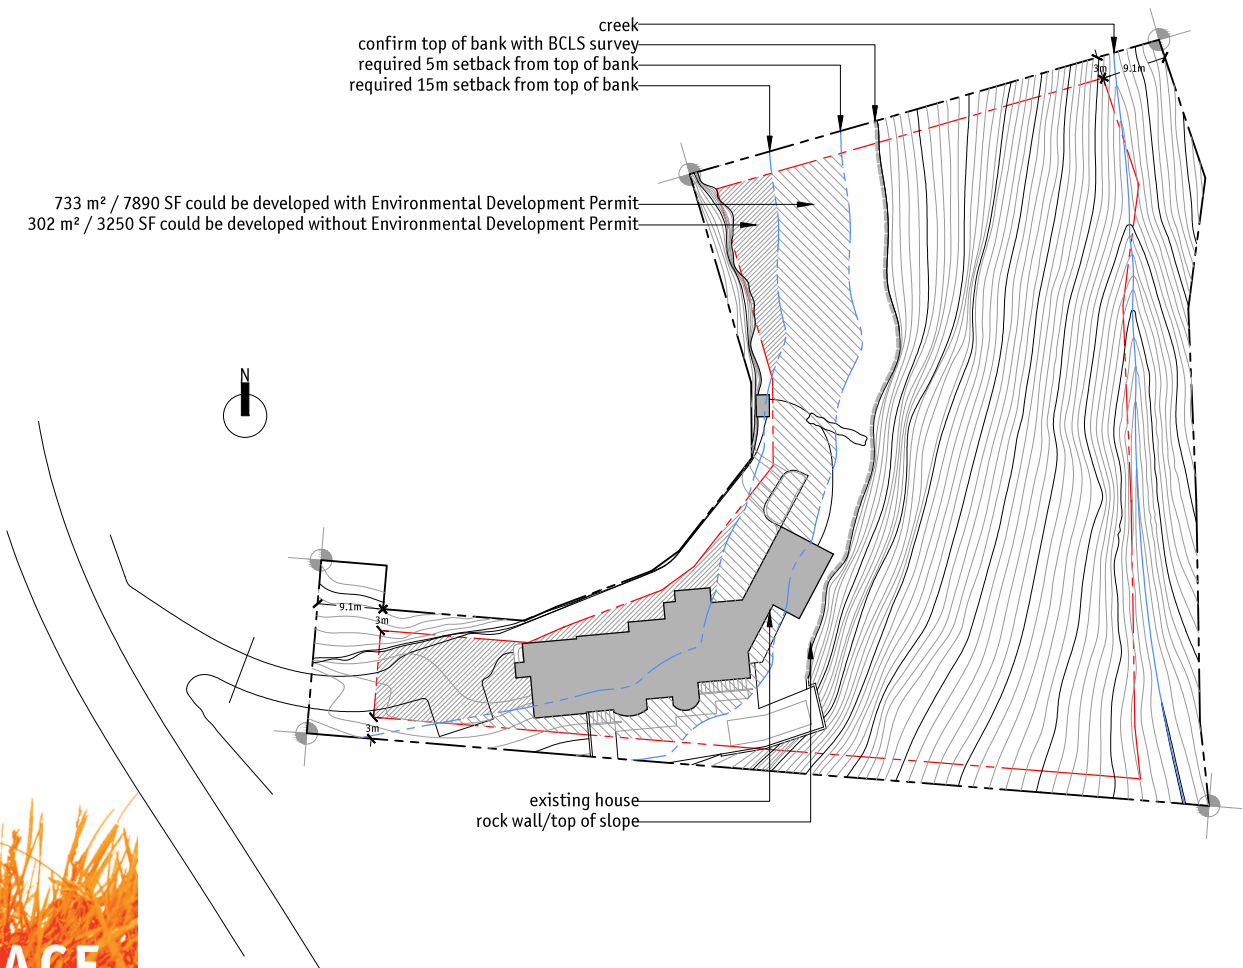 creek
confirm top of bank with BCLS survey
required 5m setback from top of bank
required 15m setback from top of bank
3m
9.1m
733 m² / 7890 SF could be developed with Environmental Development Permit
302 m² / 3250 SF could be developed without Environmental Development Permit
N
9.1m
3m
3m
existing house
rock wall/top of slope
ACE